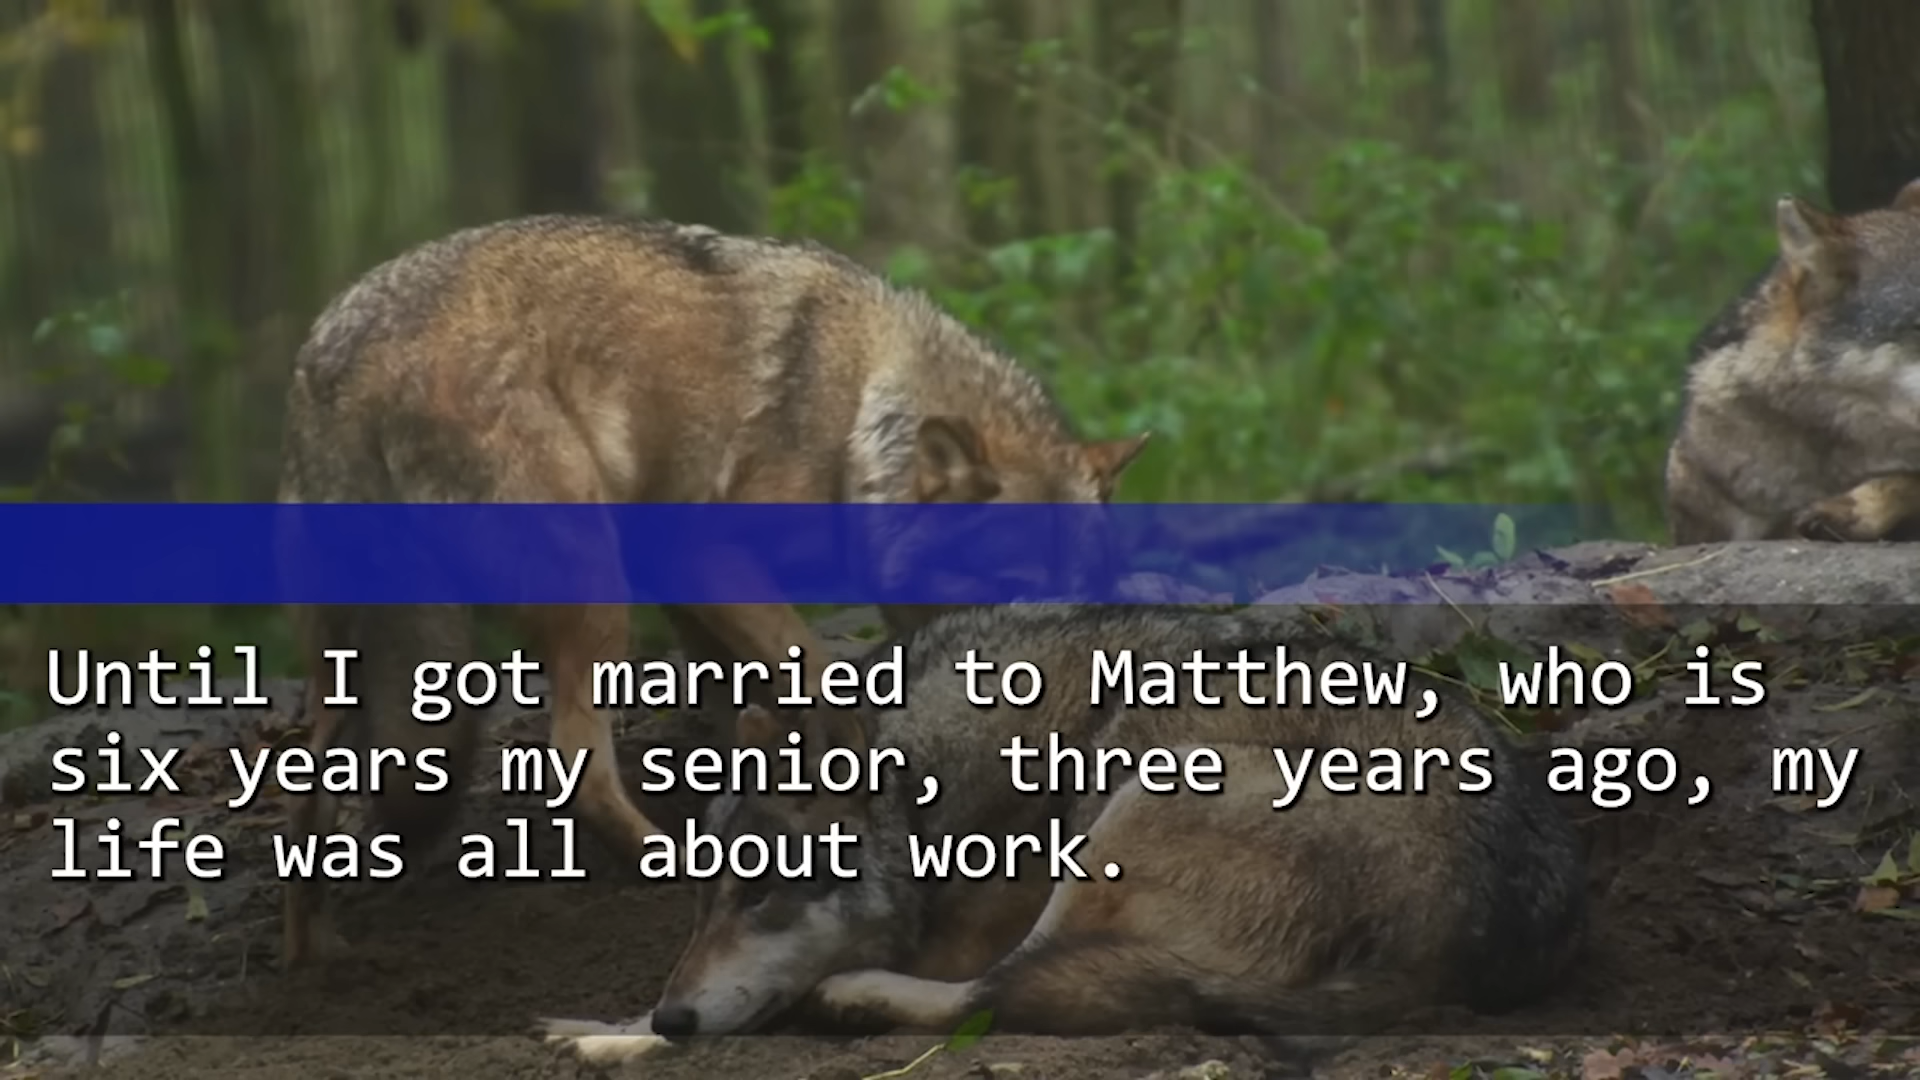 Until I got married to Matthew, who is
six years my senior, three years ago, my
life was all about work.